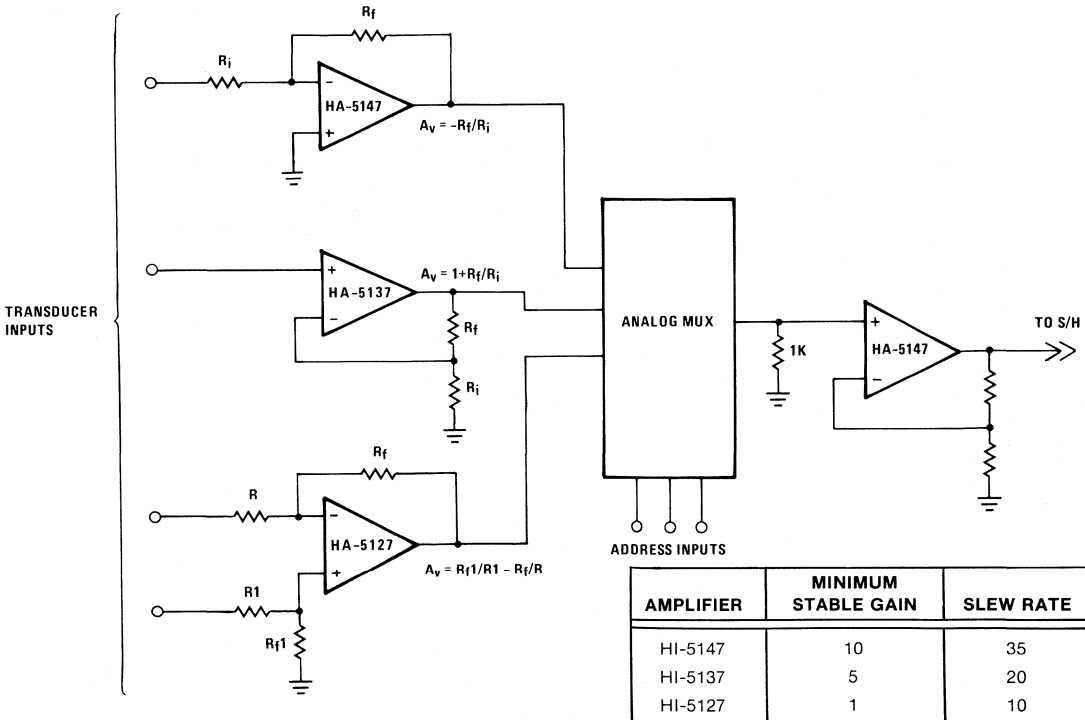 Rf
Ri
−
HA-5147
+
Av = -Rf/Ri
TRANSDUCER
INPUTS
+
HA-5137
−
Av = 1+Rf/Ri
Rf
Ri
ANALOG MUX
1K
+
HA-5147
−
TO S/H
Rf
R
−
HA-5127
+
Av = Rf1/R1 - Rf/R
R1
Rf1
ADDRESS INPUTS
AMPLIFIER MINIMUM STABLE GAIN SLEW RATE
HI-5147 10 35
HI-5137 5 20
HI-5127 1 10